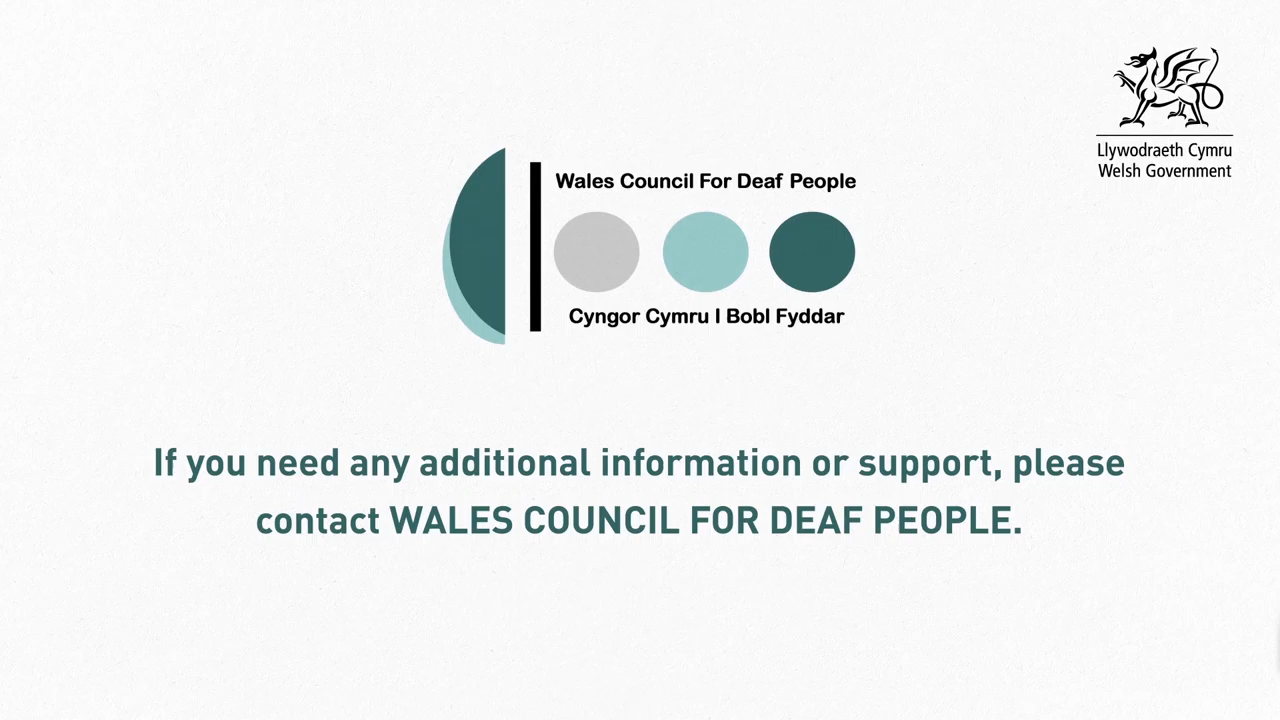 Llywodraeth Cymru
Welsh Government
Wales Council For Deaf People
Cyngor Cymru I Bobl Fyddar
If you need any additional information or support, please
contact WALES COUNCIL FOR DEAF PEOPLE.